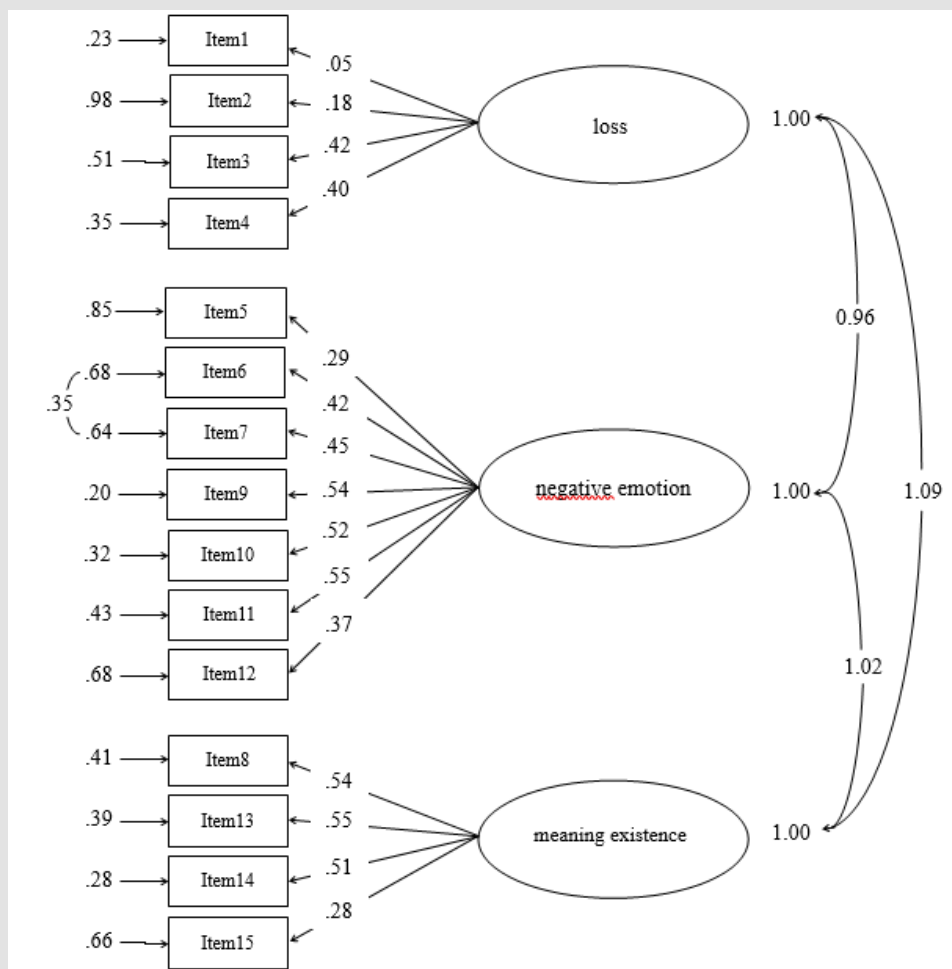 .23
Item1
.05
.98
Item2
.18
.51
Item3
.42
.35
Item4
.40
loss
1.00
.85
Item5
.29
.68
Item6
.42
.35
.64
Item7
.45
.20
Item9
.54
.32
Item10
.52
.43
Item11
.55
.68
Item12
.37
negative emotion
1.00
0.96
1.09
1.02
.41
Item8
.54
.39
Item13
.55
.28
Item14
.51
.66
Item15
.28
meaning existence
1.00